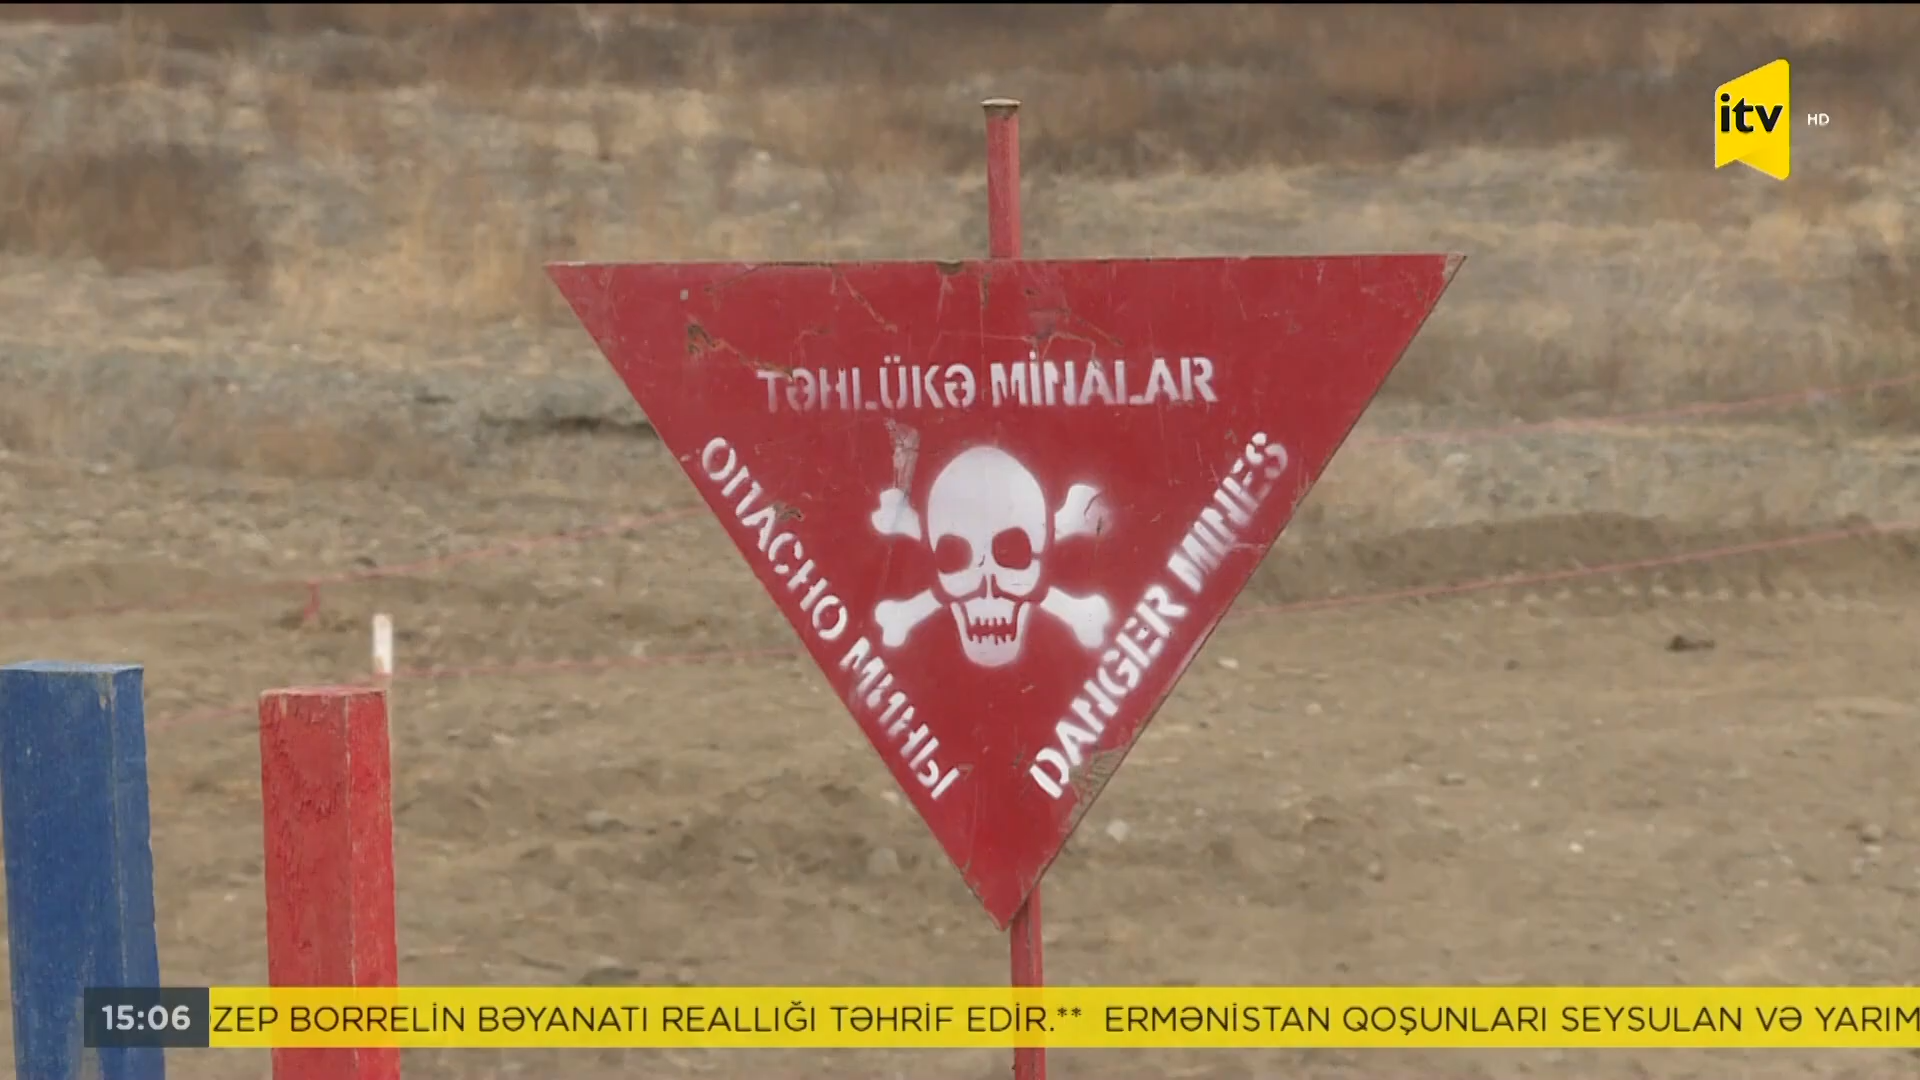 itv HD
TƏHLÜKƏ MİNALAR
ОПАСНО МИНЫ
DANGER MINES
15:06
ZEP BORRELİN BƏYANATI REALLIĞI TƏHRİF EDİR.** ERMƏNİSTAN QOŞUNLARI SEYSULAN VƏ YARIM